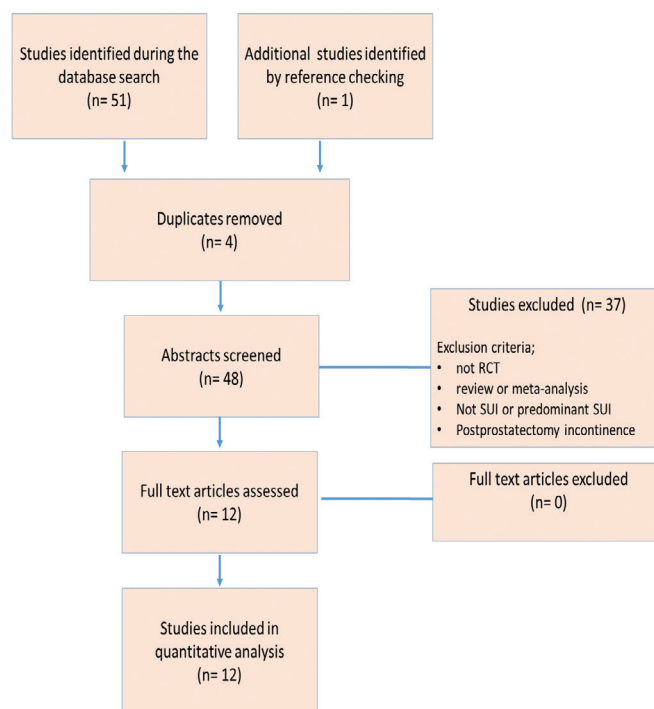 Studies identified during the
database search
(n= 51)
Additional studies identified
by reference checking
(n= 1)
Duplicates removed
(n= 4)
Abstracts screened
(n= 48)
Studies excluded (n= 37)
Exclusion criteria;
• not RCT
• review or meta-analysis
• Not SUI or predominant SUI
• Postprostatectomy incontinence
Full text articles assessed
(n= 12)
Full text articles excluded
(n= 0)
Studies included in
quantitative analysis
(n= 12)